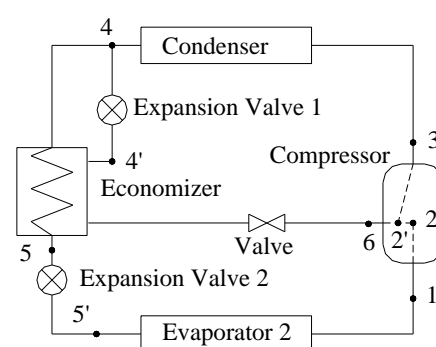 4
Condenser
Expansion Valve 1
3
4'
Compressor
Economizer
5
Valve
6
2'
2
Expansion Valve 2
5'
1
Evaporator 2